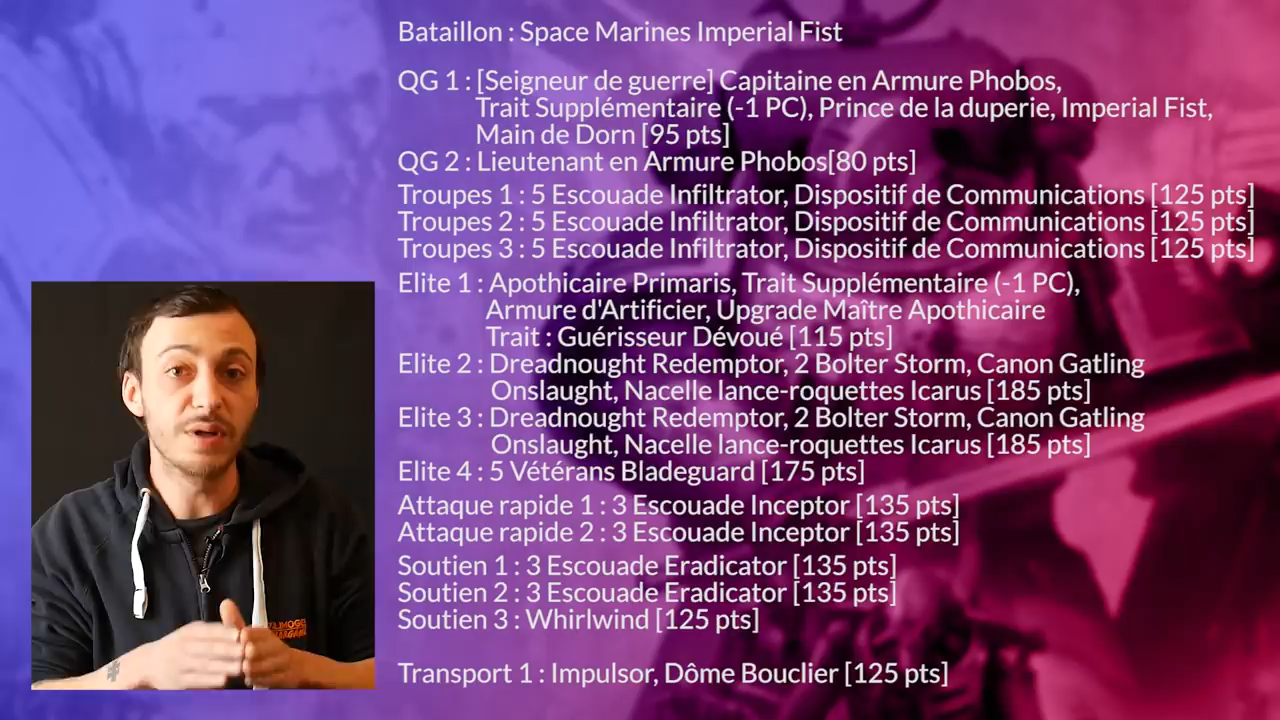 Bataillon : Space Marines Imperial Fist
QG 1 : [Seigneur de guerre] Capitaine en Armure Phobos,
Trait Supplémentaire (-1 PC), Prince de la duperie, Imperial Fist,
Main de Dorn [95 pts]
QG 2 : Lieutenant en Armure Phobos[80 pts]
Troupes 1 : 5 Escouade Infiltrator, Dispositif de Communications [125 pts]
Troupes 2 : 5 Escouade Infiltrator, Dispositif de Communications [125 pts]
Troupes 3 : 5 Escouade Infiltrator, Dispositif de Communications [125 pts]
Elite 1 : Apothicaire Primaris, Trait Supplémentaire (-1 PC),
Armure d'Artificier, Upgrade Maître Apothicaire
Trait : Guérisseur Dévoué [115 pts]
Elite 2 : Dreadnought Redemptor, 2 Bolter Storm, Canon Gatling
Onslaught, Nacelle lance-roquettes Icarus [185 pts]
Elite 3 : Dreadnought Redemptor, 2 Bolter Storm, Canon Gatling
Onslaught, Nacelle lance-roquettes Icarus [185 pts]
Elite 4 : 5 Vétérans Bladeguard [175 pts]
Attaque rapide 1 : 3 Escouade Inceptor [135 pts]
Attaque rapide 2 : 3 Escouade Inceptor [135 pts]
Soutien 1 : 3 Escouade Eradicator [135 pts]
Soutien 2 : 3 Escouade Eradicator [135 pts]
Soutien 3 : Whirlwind [125 pts]
Transport 1 : Impulsor, Dôme Bouclier [125 pts]